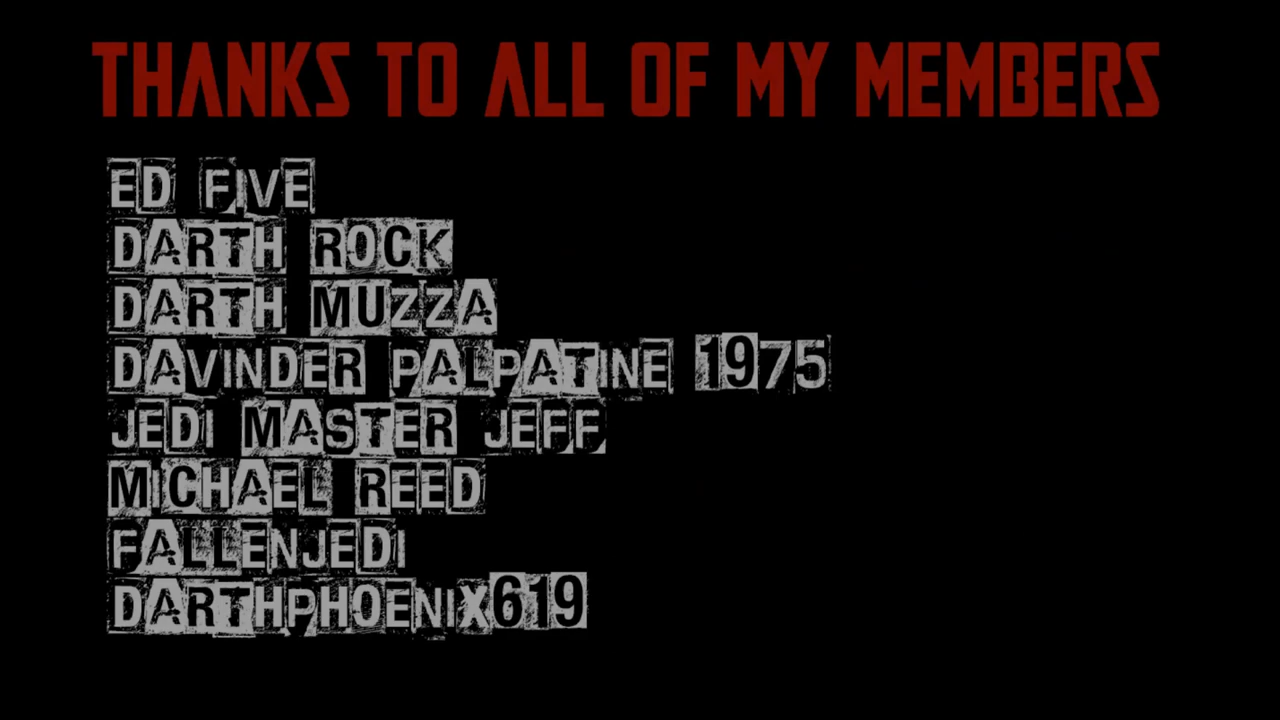 THANKS TO ALL OF MY MEMBERS
ED FIVE
DARTH ROCK
DARTH MUZZA
DAVINDER PALPATINE 1975
JEDI MASTER JEFF
MICHAEL REED
FALLENJEDI
DARTHPHOENIX619